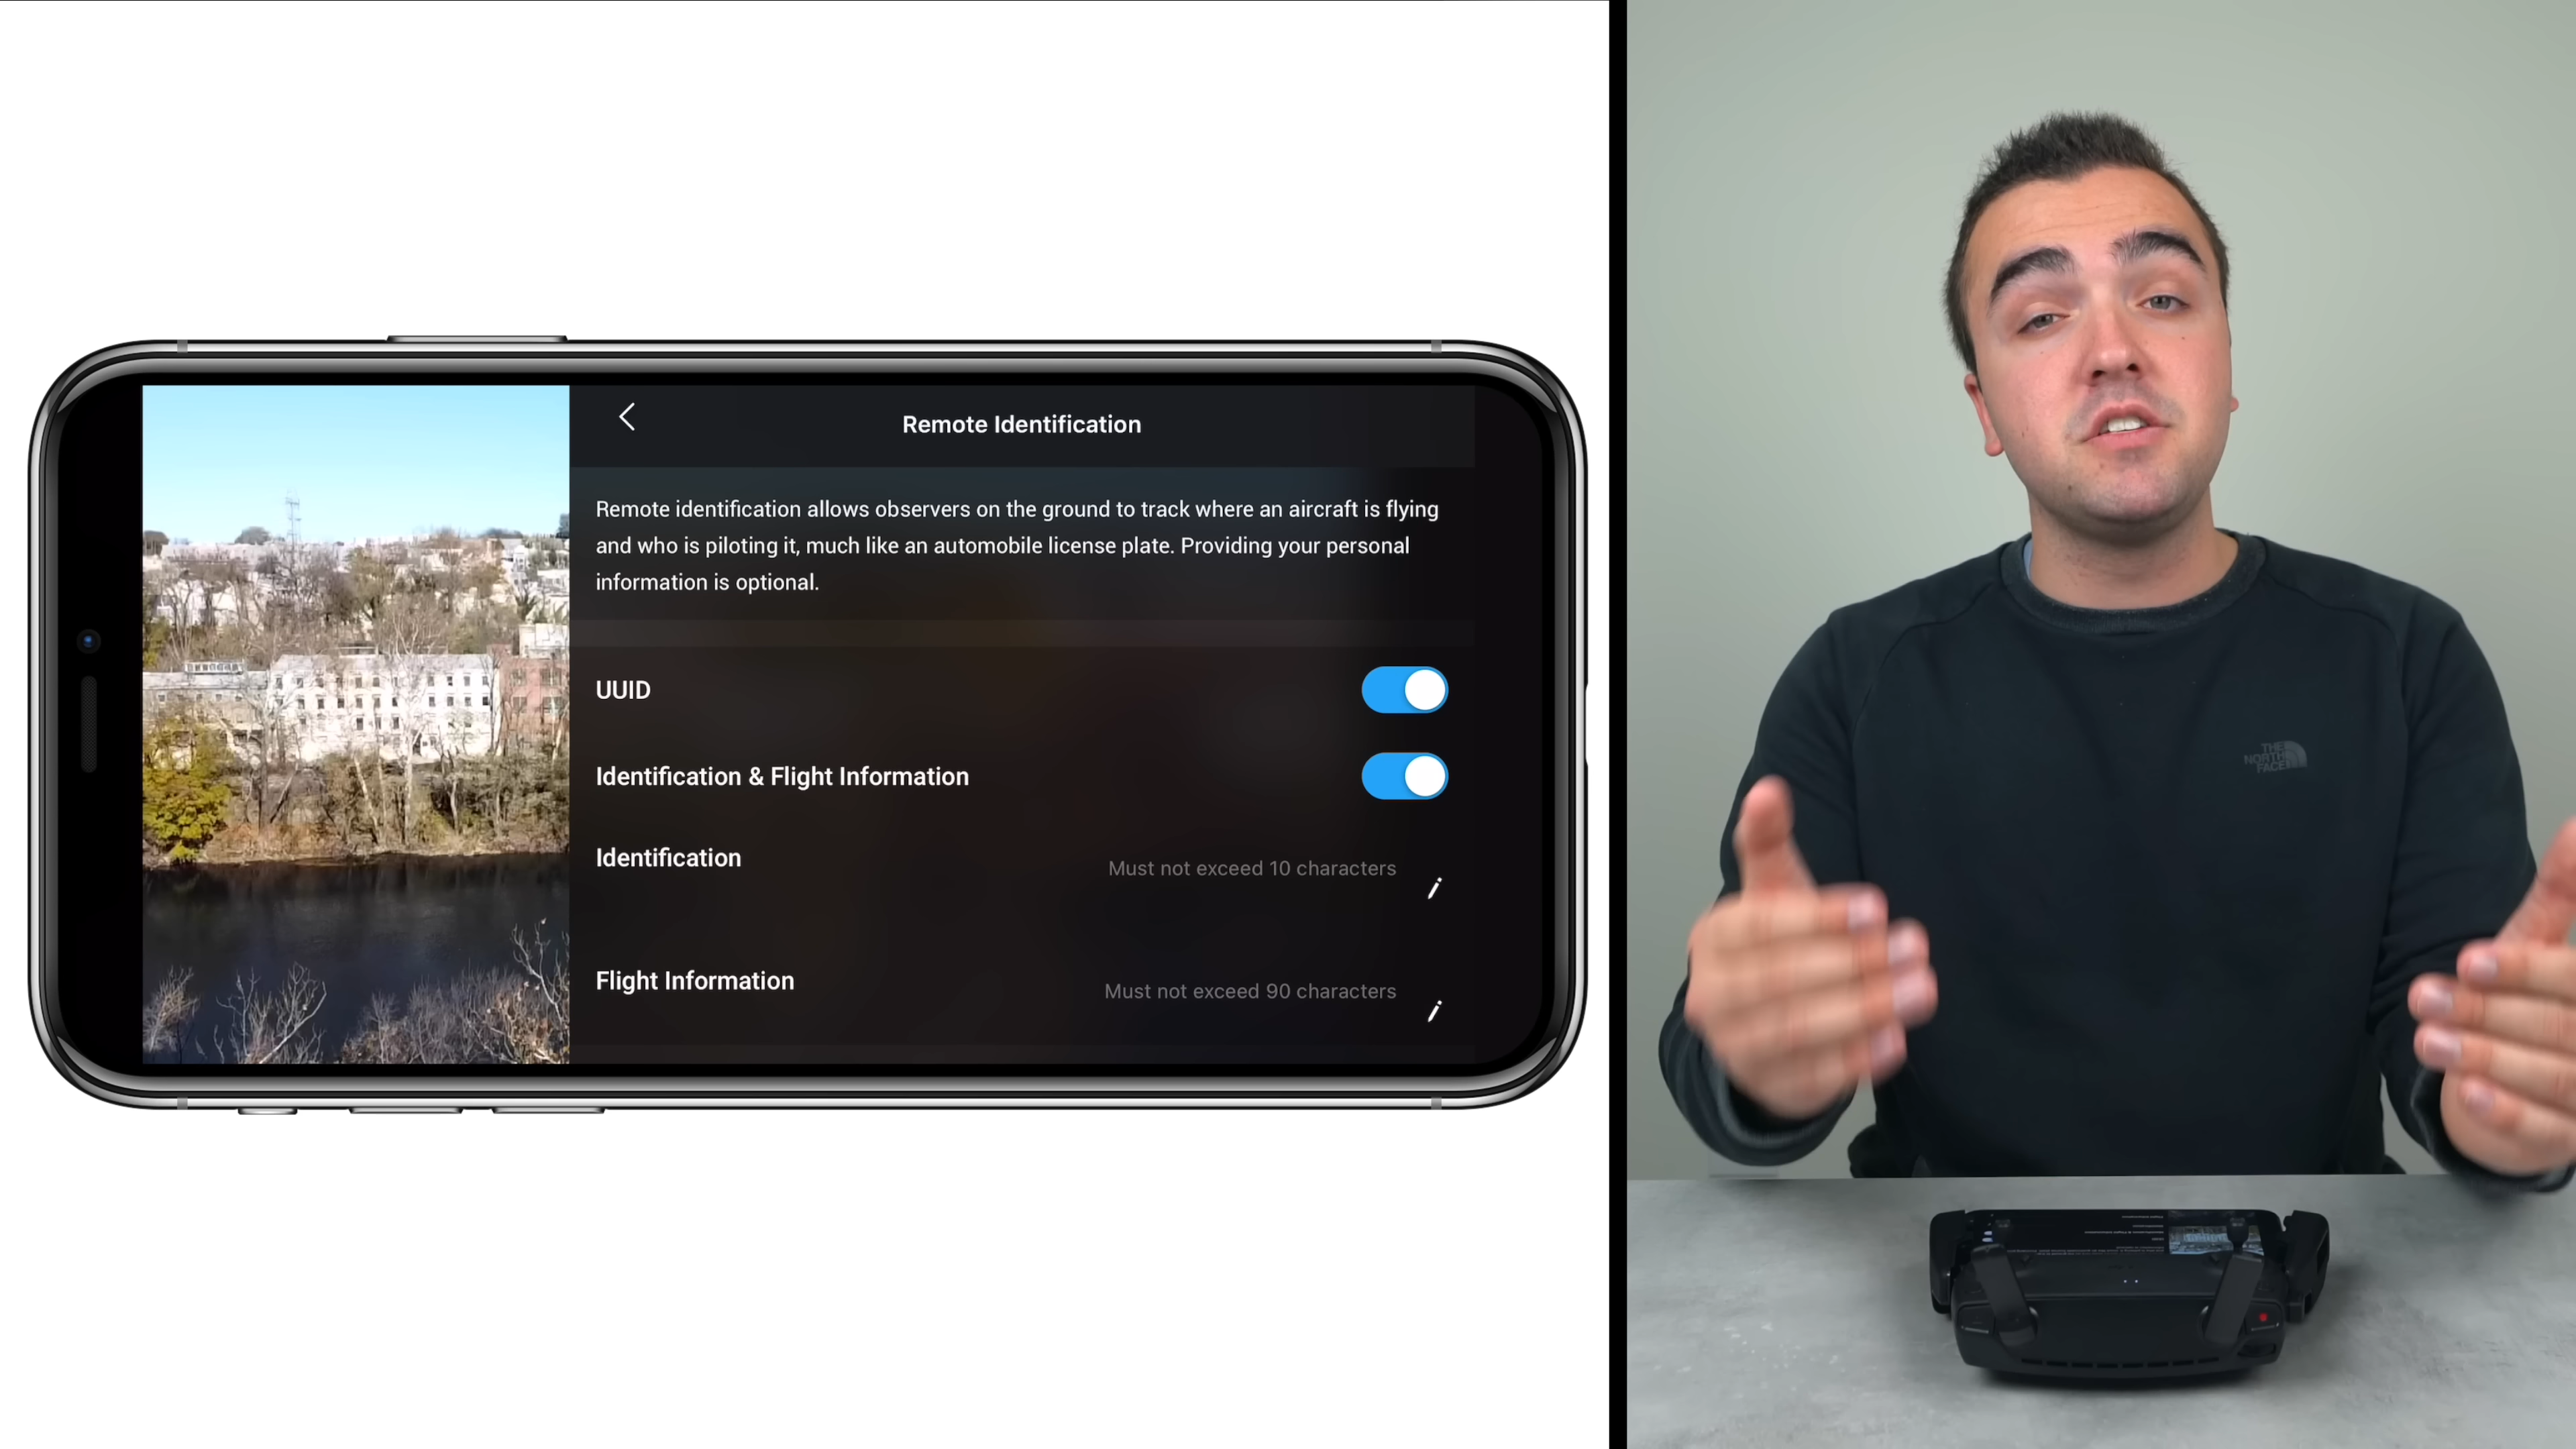 Remote Identification
Remote identification allows observers on the ground to track where an aircraft is flying
and who is piloting it, much like an automobile license plate. Providing your personal
information is optional.
UUID
Identification & Flight Information
Identification
Must not exceed 10 characters
Flight Information
Must not exceed 90 characters
THE
NORTH
FACE